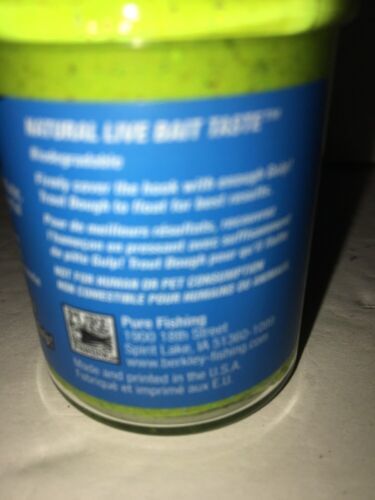 NATURAL LIVE BAIT TASTE™
Biodegradable
Firmly cover the hook with enough Gulp!
Trout Dough to float for best results.
Pour de meilleurs résultats, recouvrez
l'hameçon en pressant avec suffisamment
de pâte Gulp! Trout Dough pour qu'il flotte
NOT FOR HUMAN OR PET CONSUMPTION
NON COMESTIBLE POUR HUMAINS OU ANIMAUX
Pure Fishing
1900 18th Street
Spirit Lake, IA 51360-1099
www.berkley-fishing.com
Made and printed in the U.S.A.
Fabriqué et imprimé aux E.U.